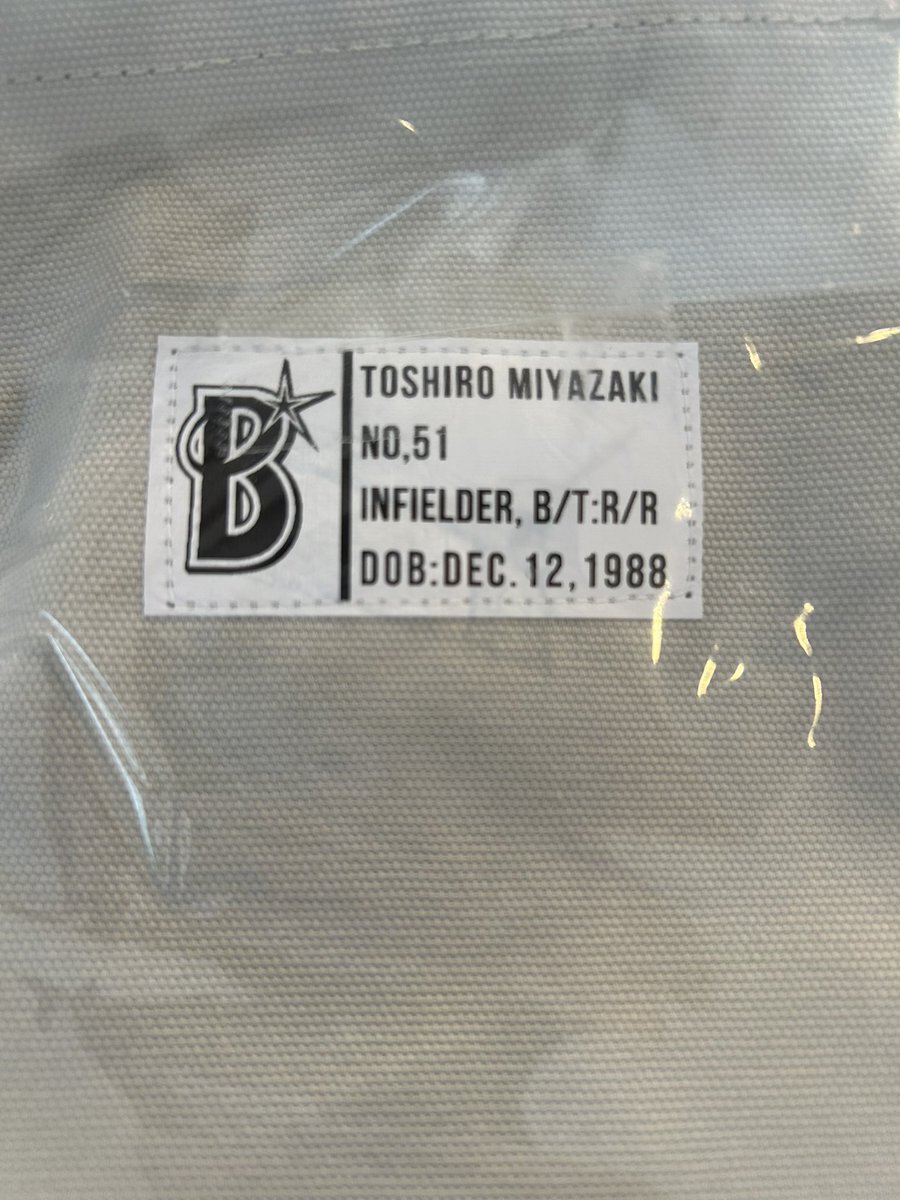 B
TOSHIRO MIYAZAKI
NO,51
INFIELDER, B/T:R/R
DOB:DEC.12,1988